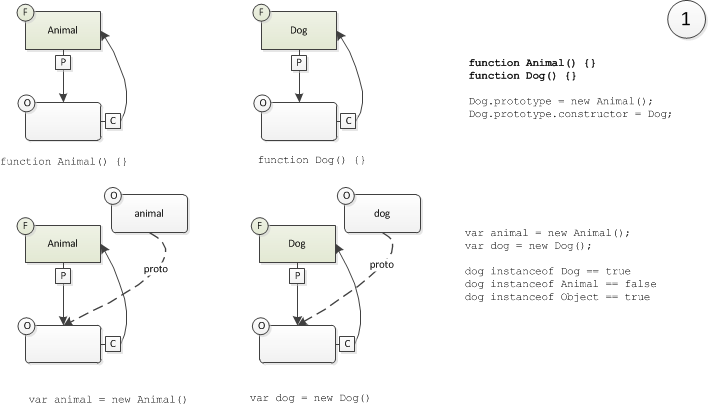 1
F
Animal
P
O
C
function Animal() {}
F
Dog
P
O
C
function Dog() {}
function Animal() {}
function Dog() {}
Dog.prototype = new Animal();
Dog.prototype.constructor = Dog;
O
animal
F
Animal
P
proto
O
C
var animal = new Animal()
O
dog
F
Dog
P
proto
O
C
var dog = new Dog()
var animal = new Animal();
var dog = new Dog();
dog instanceof Dog == true
dog instanceof Animal == false
dog instanceof Object == true